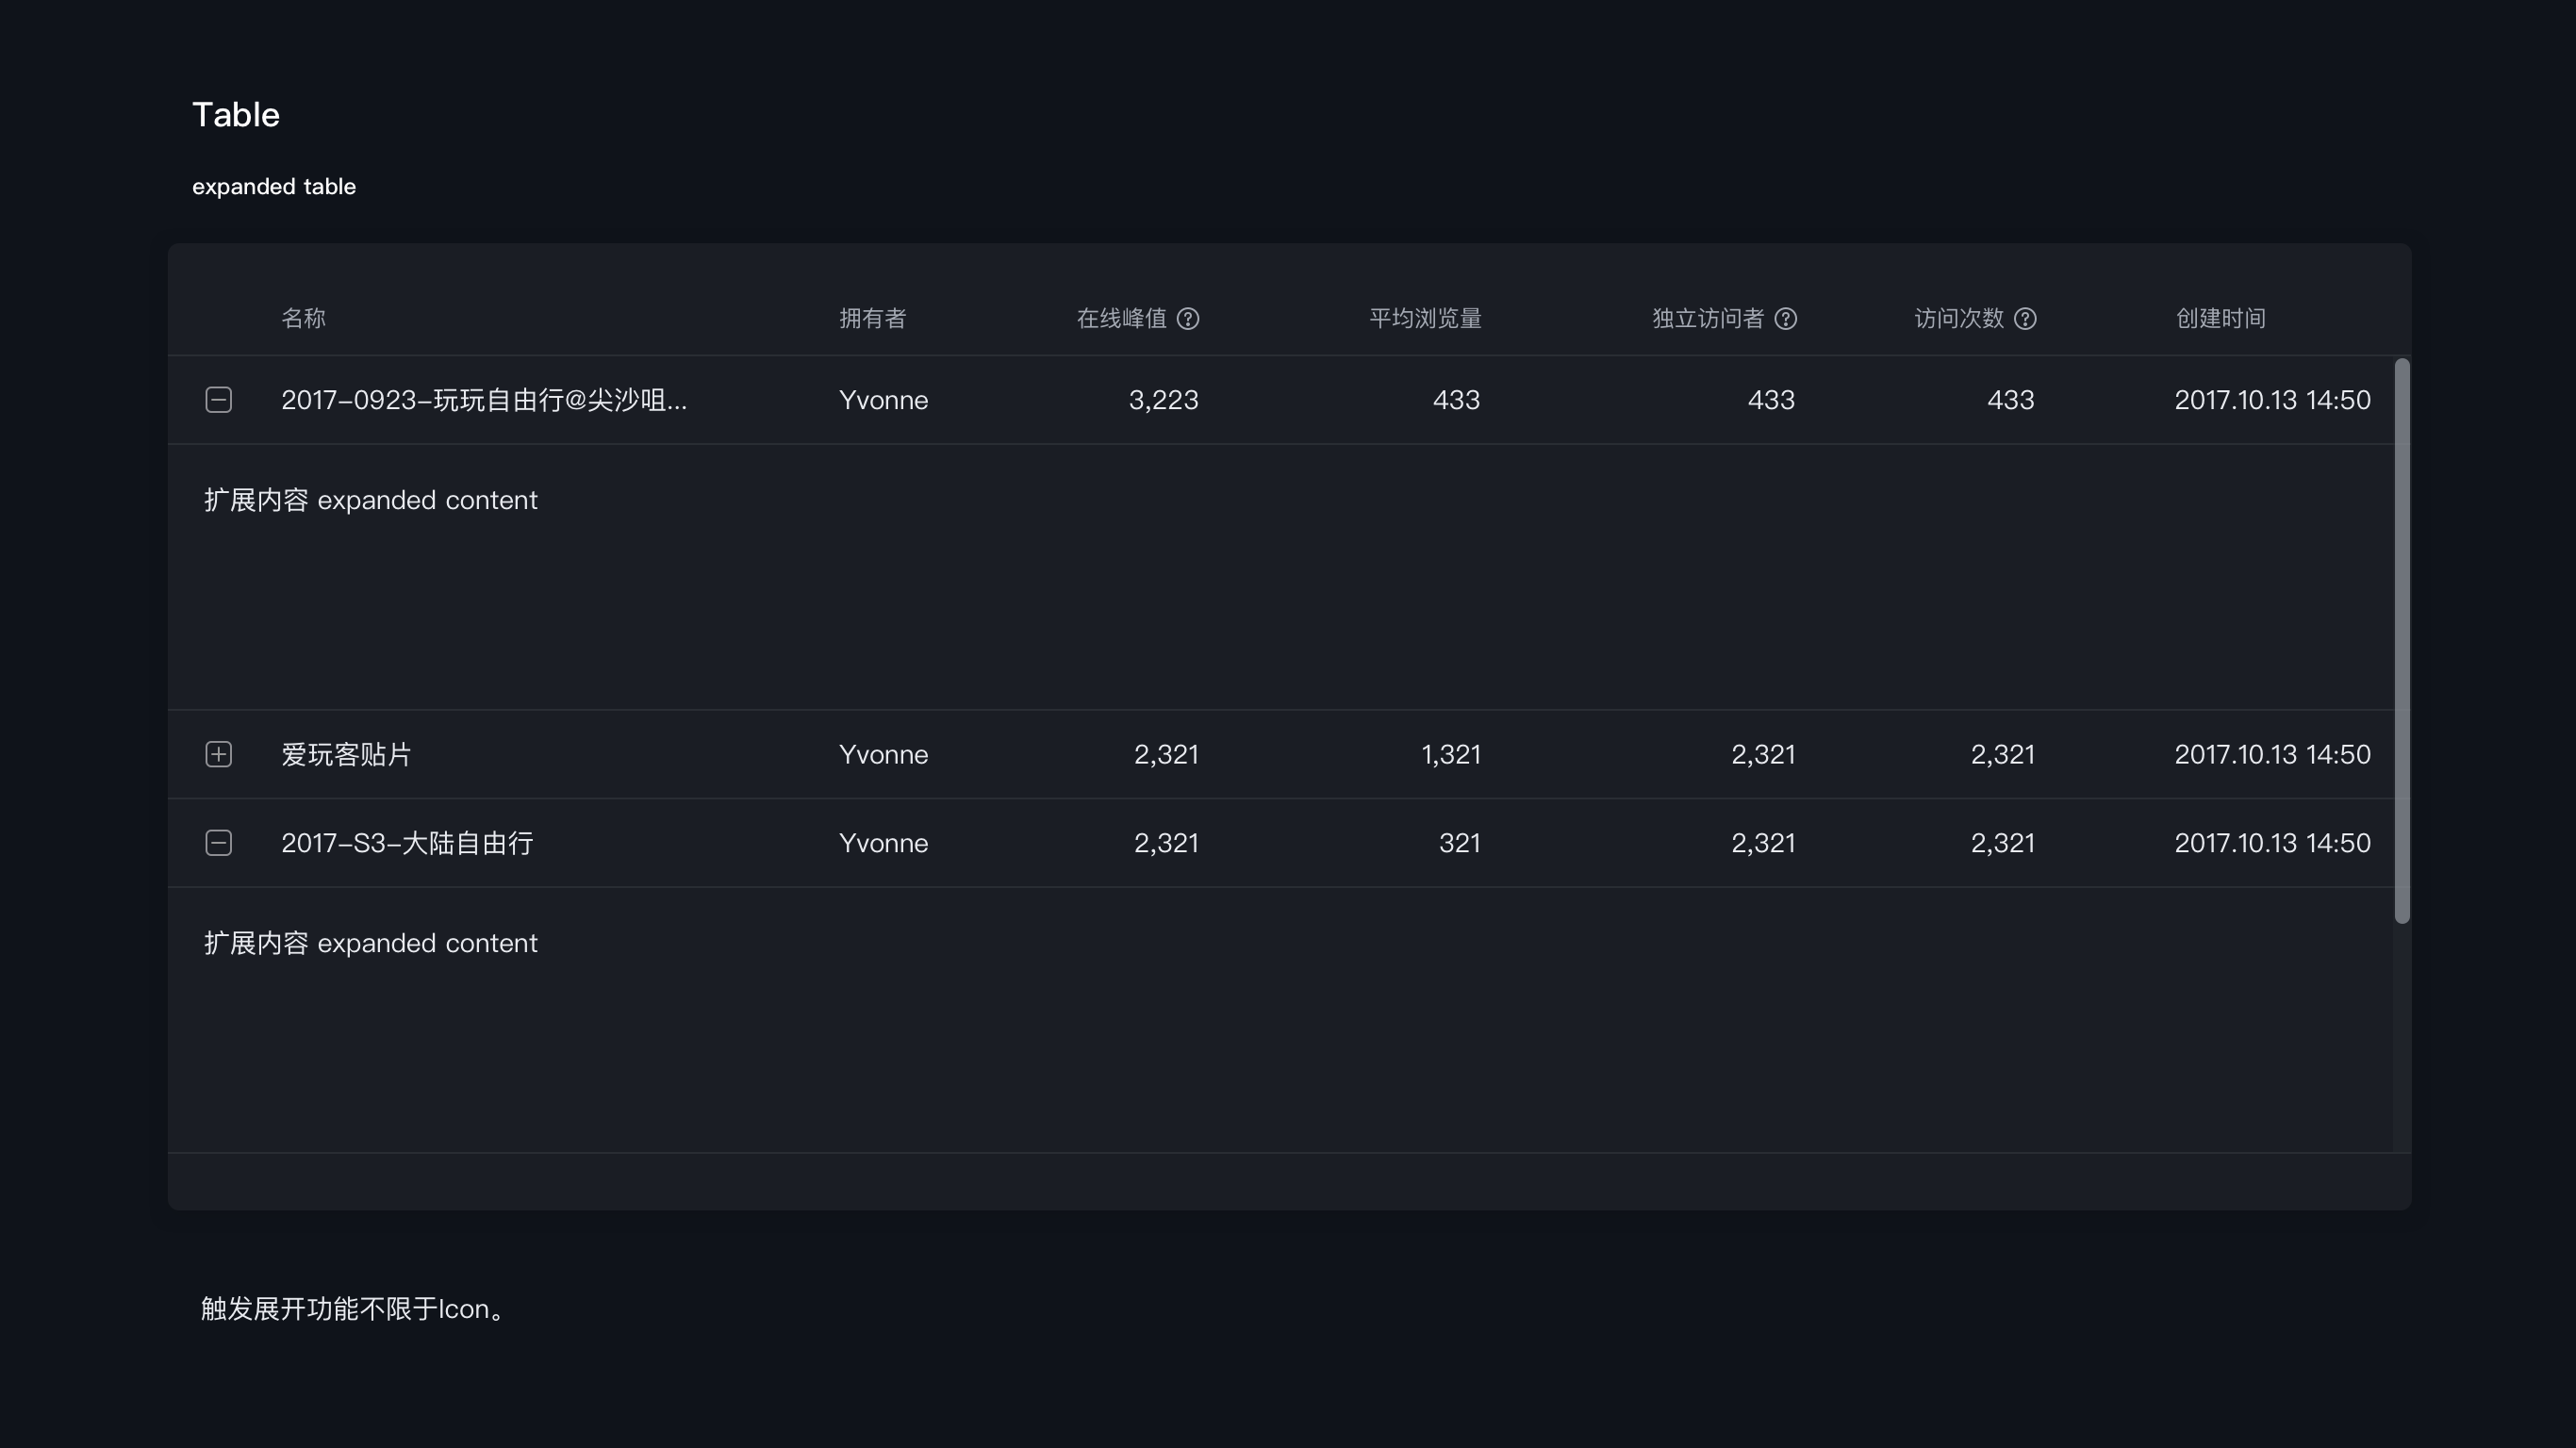 Table
expanded table
名称 拥有者 在线峰值 平均浏览量 独立访问者 访问次数 创建时间
2017-0923-玩玩自由行@尖沙咀... Yvonne 3,223 433 433 433 2017.10.13 14:50
扩展内容 expanded content
爱玩客贴片 Yvonne 2,321 1,321 2,321 2,321 2017.10.13 14:50
2017-S3-大陆自由行 Yvonne 2,321 321 2,321 2,321 2017.10.13 14:50
扩展内容 expanded content
触发展开功能不限于Icon。